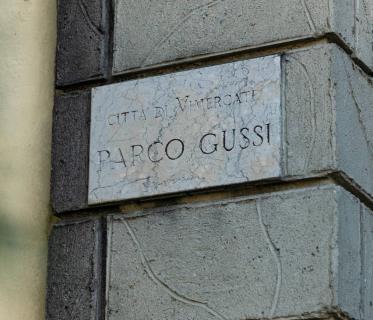 CITTÀ DI VIMERCATE
PARCO GUSSI